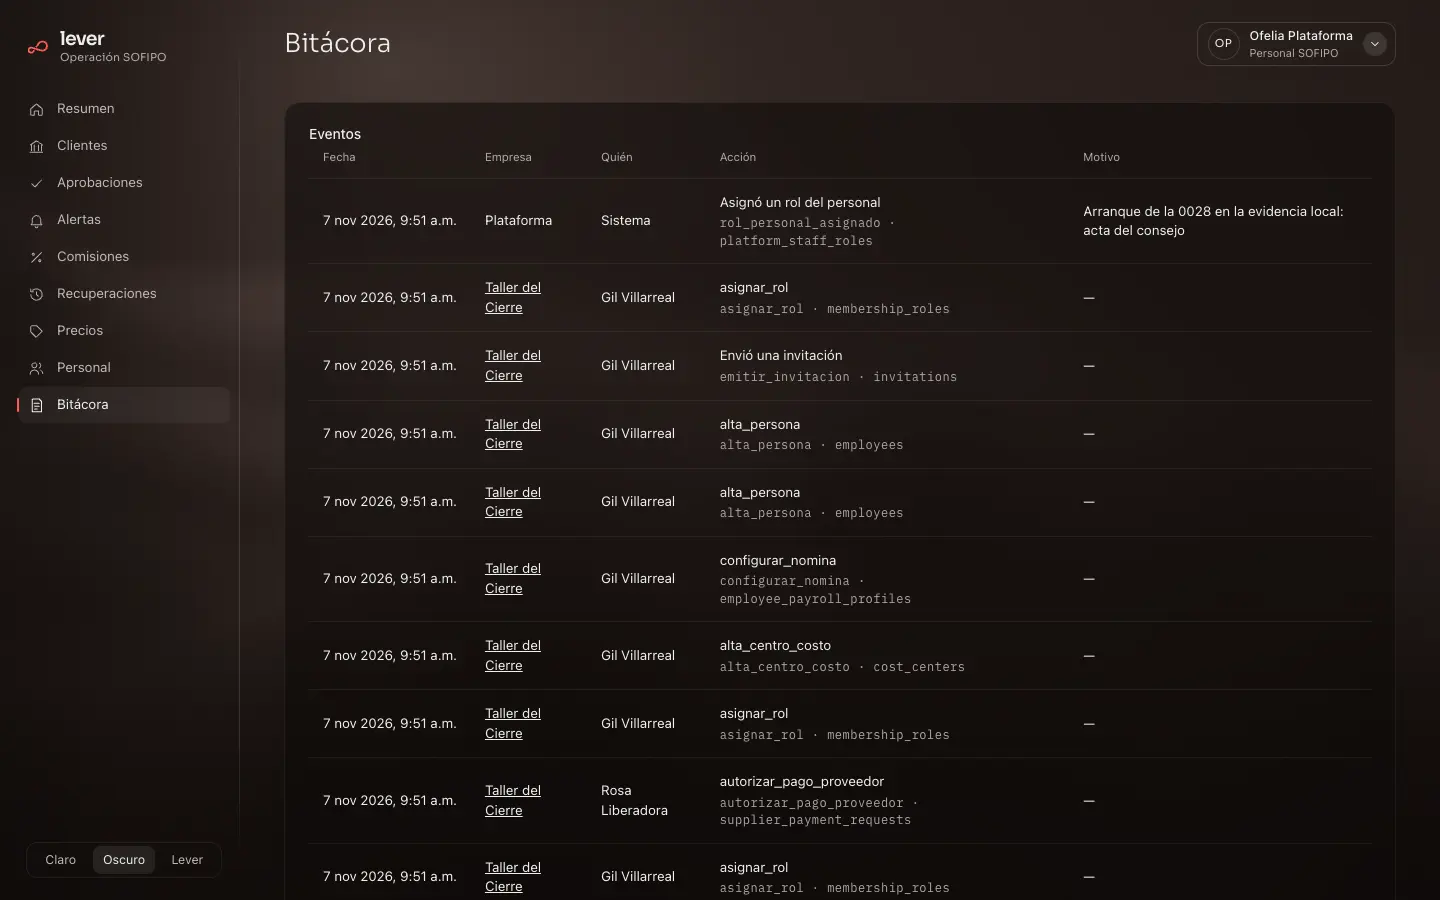 lever
Operación SOFIPO
Bitácora
OP
Ofelia Plataforma
Personal SOFIPO
Resumen
Clientes
Aprobaciones
Alertas
Comisiones
Recuperaciones
Precios
Personal
Bitácora
Claro Oscuro Lever
Eventos
Fecha Empresa Quién Acción Motivo
7 nov 2026, 9:51 a.m. Plataforma Sistema
Asignó un rol del personal
rol_personal_asignado ·
platform_staff_roles
Arranque de la 0028 en la evidencia local:
acta del consejo
7 nov 2026, 9:51 a.m.
Taller del
Cierre
Gil Villarreal
asignar_rol
asignar_rol · membership_roles
—
7 nov 2026, 9:51 a.m.
Taller del
Cierre
Gil Villarreal
Envió una invitación
emitir_invitacion · invitations
—
7 nov 2026, 9:51 a.m.
Taller del
Cierre
Gil Villarreal
alta_persona
alta_persona · employees
—
7 nov 2026, 9:51 a.m.
Taller del
Cierre
Gil Villarreal
alta_persona
alta_persona · employees
—
7 nov 2026, 9:51 a.m.
Taller del
Cierre
Gil Villarreal
configurar_nomina
configurar_nomina ·
employee_payroll_profiles
—
7 nov 2026, 9:51 a.m.
Taller del
Cierre
Gil Villarreal
alta_centro_costo
alta_centro_costo · cost_centers
—
7 nov 2026, 9:51 a.m.
Taller del
Cierre
Gil Villarreal
asignar_rol
asignar_rol · membership_roles
—
7 nov 2026, 9:51 a.m.
Taller del
Cierre
Rosa
Liberadora
autorizar_pago_proveedor
autorizar_pago_proveedor ·
supplier_payment_requests
—
7 nov 2026, 9:51 a.m.
Taller del
Cierre
Gil Villarreal
asignar_rol
asignar_rol · membership_roles
—